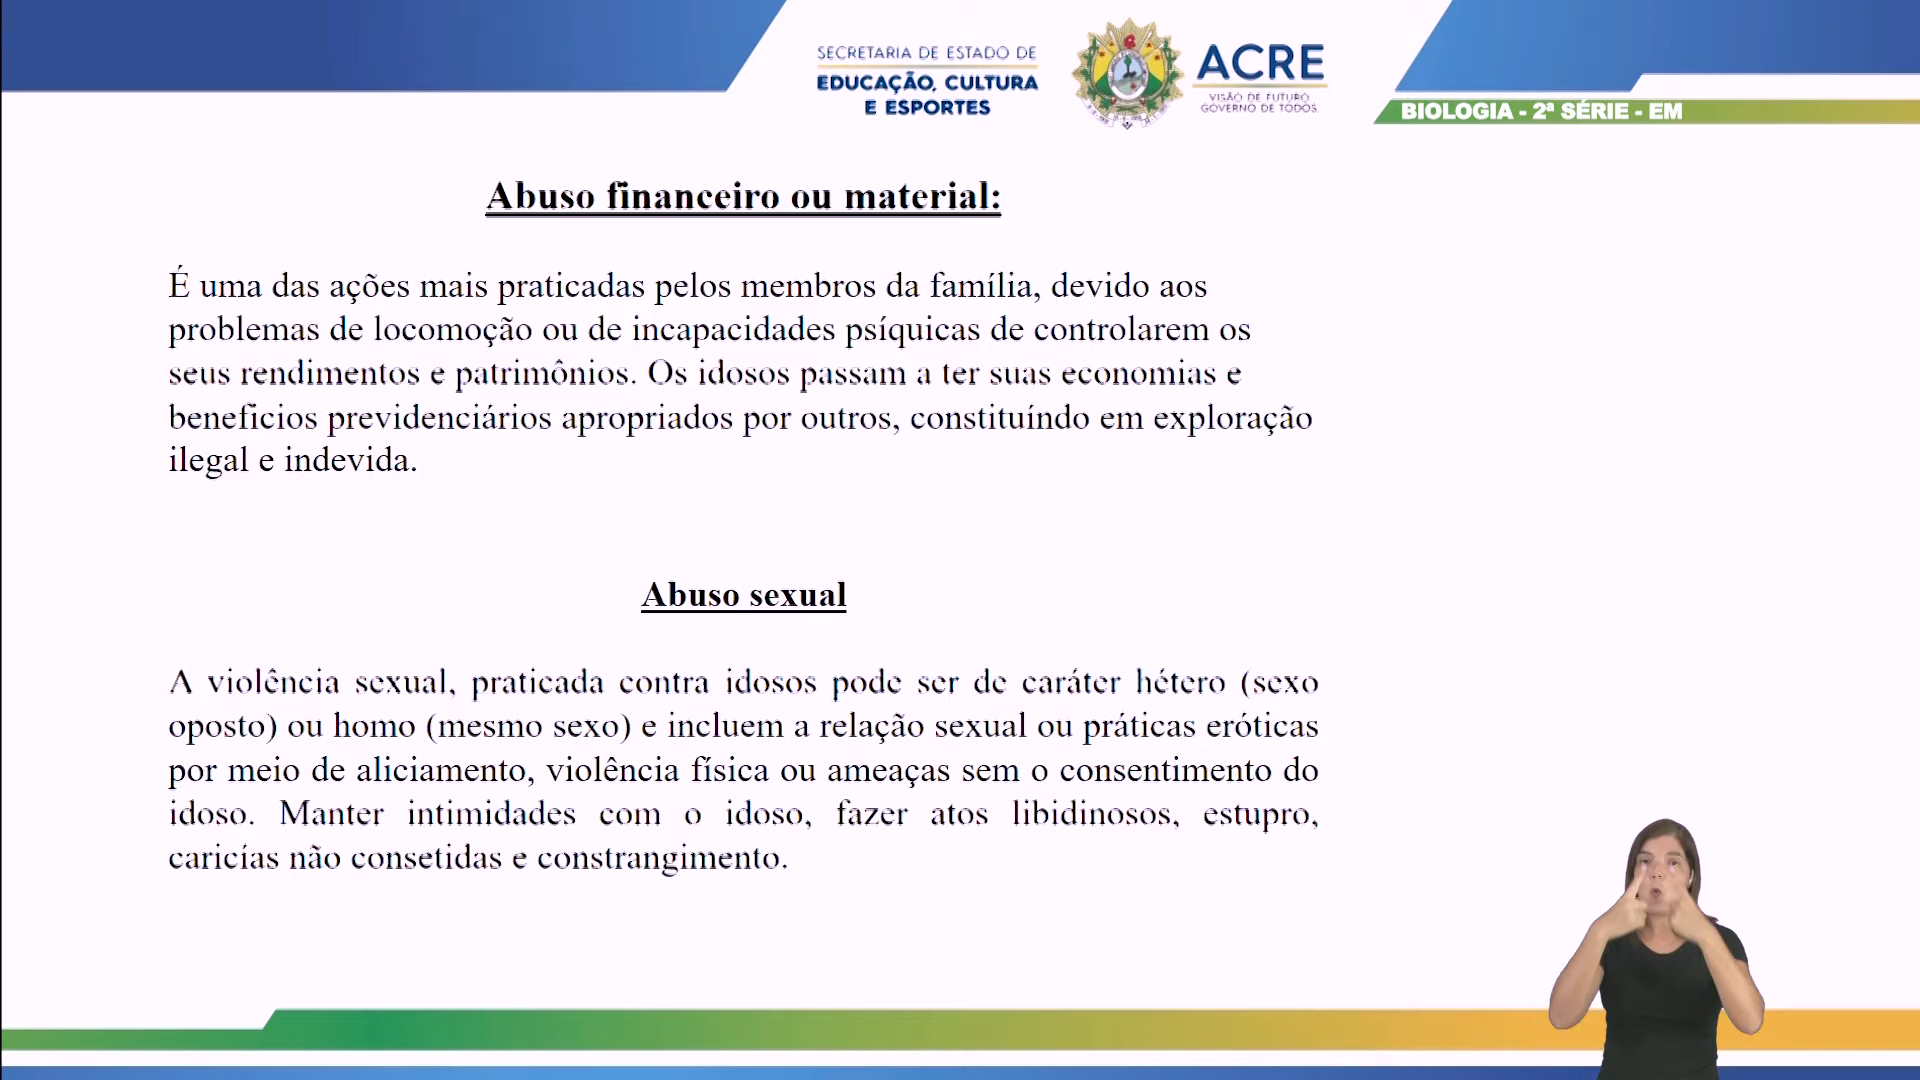 SECRETARIA DE ESTADO DE
EDUCAÇÃO, CULTURA
E ESPORTES
ACRE
VISÃO DE FUTURO
GOVERNO DE TODOS
BIOLOGIA - 2ª SÉRIE - EM
Abuso financeiro ou material:
É uma das ações mais praticadas pelos membros da família, devido aos
problemas de locomoção ou de incapacidades psíquicas de controlarem os
seus rendimentos e patrimônios. Os idosos passam a ter suas economias e
beneficios previdenciários apropriados por outros, constituíndo em exploração
ilegal e indevida.
Abuso sexual
A violência sexual, praticada contra idosos pode ser de caráter hétero (sexo
oposto) ou homo (mesmo sexo) e incluem a relação sexual ou práticas eróticas
por meio de aliciamento, violência física ou ameaças sem o consentimento do
idoso. Manter intimidades com o idoso, fazer atos libidinosos, estupro,
caricías não consetidas e constrangimento.